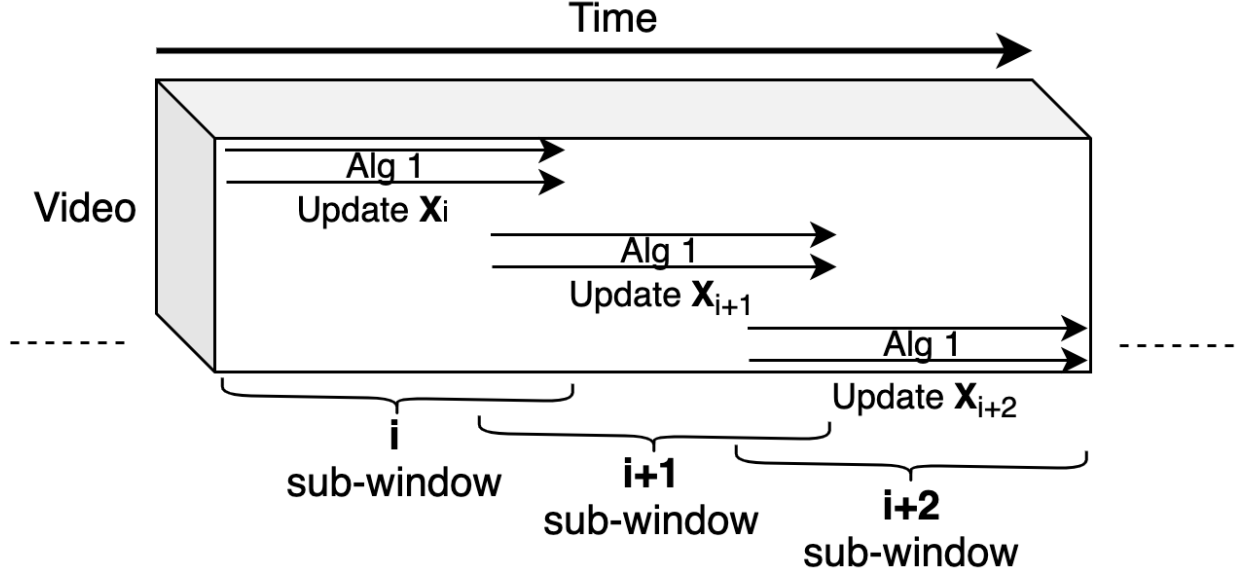 Time
Video
Alg 1
Update Xi
Alg 1
Update Xi+1
Alg 1
Update Xi+2
i
sub-window
i+1
sub-window
i+2
sub-window